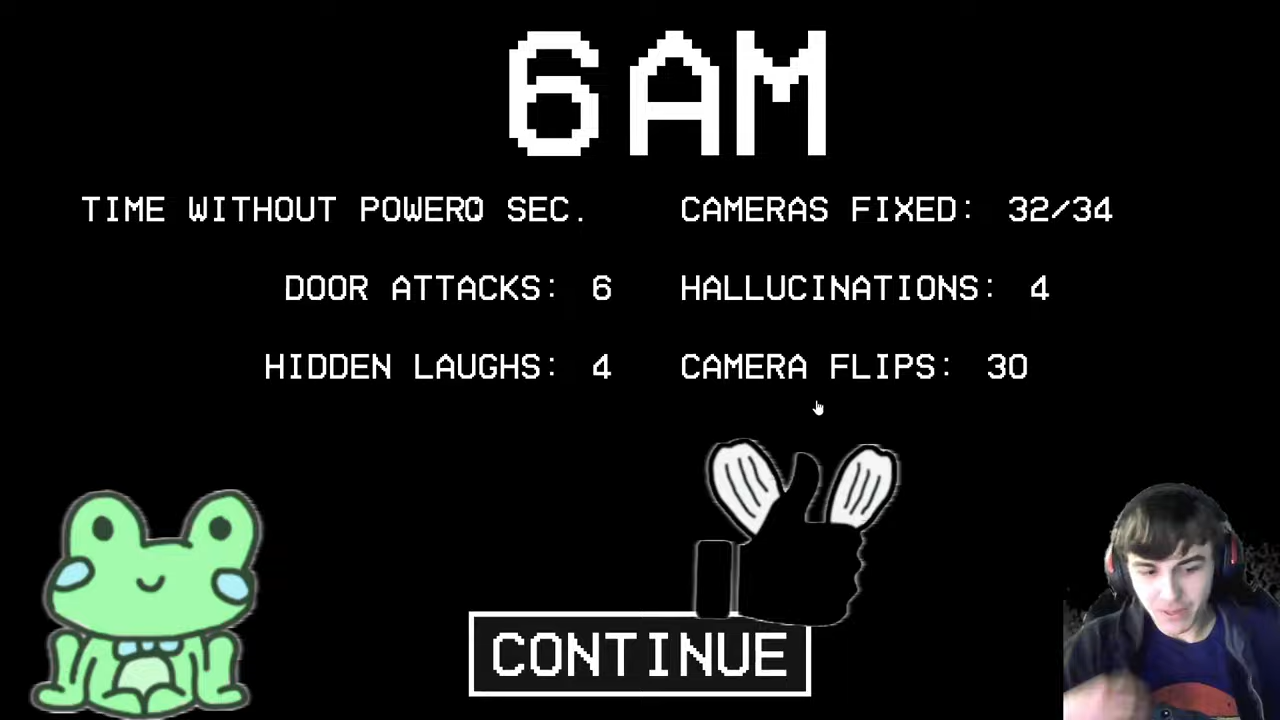 6AM
TIME WITHOUT POWER0 SEC.
CAMERAS FIXED: 32/34
DOOR ATTACKS: 6
HALLUCINATIONS: 4
HIDDEN LAUGHS: 4
CAMERA FLIPS: 30
CONTINUE